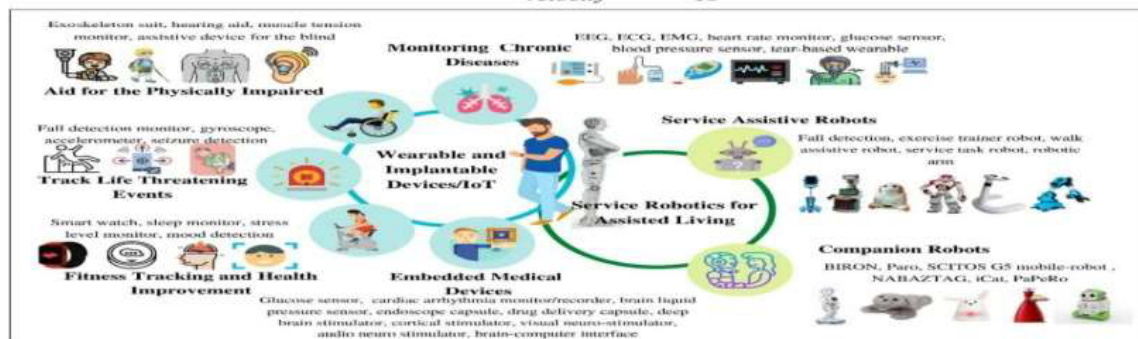 Exoskeleton suit, hearing aid, muscle tension
monitor, assistive device for the blind
Aid for the Physically Impaired
Monitoring Chronic
Diseases
EEG, ECG, EMG, heart rate monitor, glucose sensor,
blood pressure sensor, tear-based wearable
Fall detection monitor, gyroscope,
accelerometer, seizure detection
Track Life Threatening
Events
Wearable and
Implantable
Devices/IoT
Service Assistive Robots
Fall detection, exercise trainer robot, walk
assistive robot, service task robot, robotic
arm
Smart watch, sleep monitor, stress
level monitor, mood detection
Fitness Tracking and Health
Improvement
Service Robotics for
Assisted Living
Embedded Medical
Devices
Glucose sensor, cardiac arrhythmia monitor/recorder, brain liquid
pressure sensor, endoscope capsule, drug delivery capsule, deep
brain stimulator, cortical stimulator, visual neuro-stimulator,
audio neuro stimulator, brain-computer interface
Companion Robots
BIRON, Paro, SCITOS G5 mobile-robot ,
NABAZTAG, iCat, PaPeRo